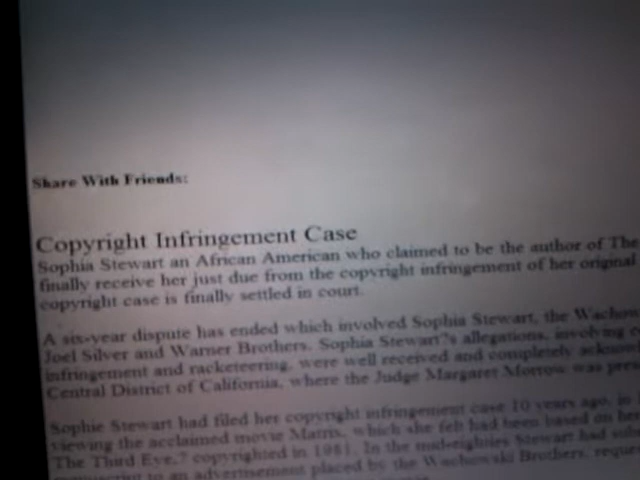 Share With Friends:
Copyright Infringement Case
Sophia Stewart an African American who claimed to be the author of The
finally receive her just due from the copyright infringement of her original
copyright case is finally settled in court.
A six-year dispute has ended which involved Sophia Stewart, the Wachow
Joel Silver and Warner Brothers. Sophia Stewart?s allegations, involving
infringement and racketeering, were well received and completely acknow
Central District of California, where the Judge Margaret Morrow was
Sophie Stewart had filed her copyright infringement case 10 years ago, in
viewing the acclaimed movie Matrix, which she felt had been based on her
The Third Eye,? copyrighted in 1981. In the mid-eighties Stewart had
manuscript to an advertisement placed by the Wachowski Brothers,